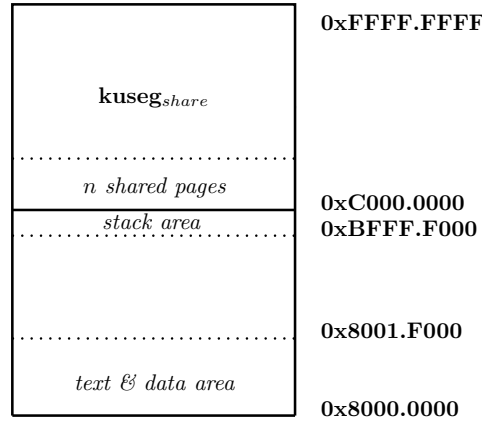 0xFFFF.FFFF
kuseg_share
n shared pages
0xC000.0000
stack area
0xBFFF.F000
0x8001.F000
text & data area
0x8000.0000